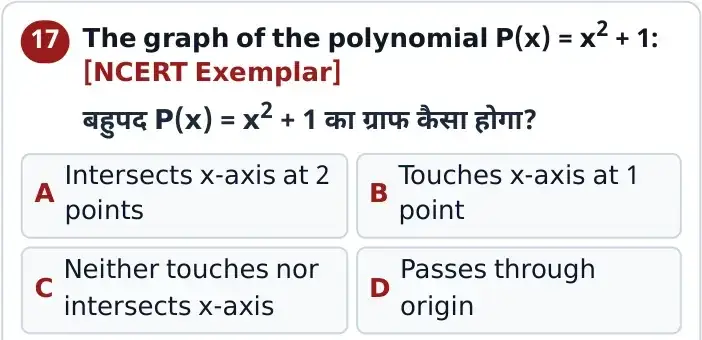 17 The graph of the polynomial P(x) = x² + 1:
[NCERT Exemplar]
बहुपद P(x) = x² + 1 का ग्राफ कैसा होगा?
A Intersects x-axis at 2
points
B Touches x-axis at 1
point
C Neither touches nor
intersects x-axis
D Passes through
origin